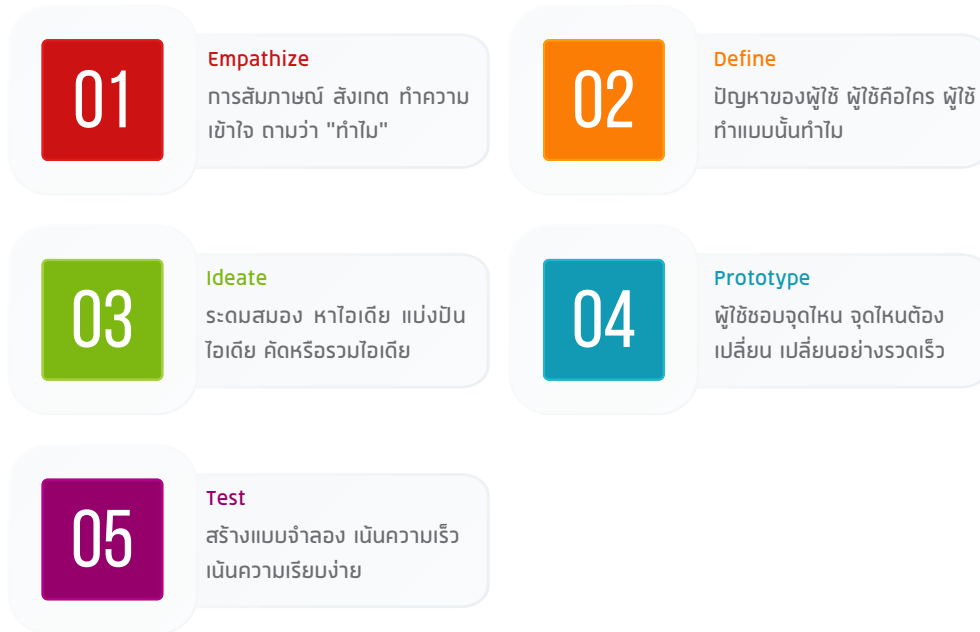 01
Empathize
การสัมภาษณ์ สังเกต ทำความ
เข้าใจ ถามว่า "ทำไม"
02
Define
ปัญหาของผู้ใช้ ผู้ใช้คือใคร ผู้ใช้
ทำแบบนั้นทำไม
03
Ideate
ระดมสมอง หาไอเดีย แบ่งปัน
ไอเดีย คัดหรือรวมไอเดีย
04
Prototype
ผู้ใช้ชอบจุดไหน จุดไหนต้อง
เปลี่ยน เปลี่ยนอย่างรวดเร็ว
05
Test
สร้างแบบจำลอง เน้นความเร็ว
เน้นความเรียบง่าย